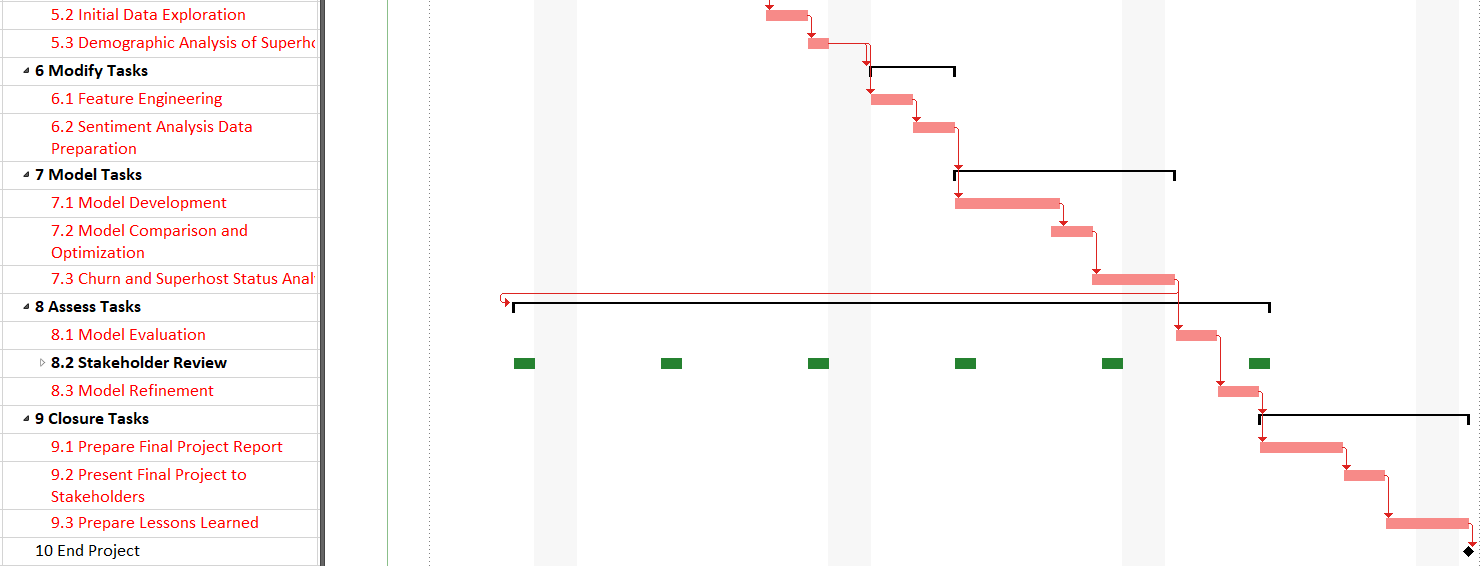 5.2 Initial Data Exploration
5.3 Demographic Analysis of
6 Modify Tasks
6.1 Feature Engineering
6.2 Sentiment Analysis Data
Preparation
7 Model Tasks
7.1 Model Development
7.2 Model Comparison and
Optimization
7.3 Churn and Superhost Status
8 Assess Tasks
8.1 Model Evaluation
8.2 Stakeholder Review
8.3 Model Refinement
9 Closure Tasks
9.1 Prepare Final Project Report
9.2 Present Final Project to
Stakeholders
9.3 Prepare Lessons Learned
10 End Project